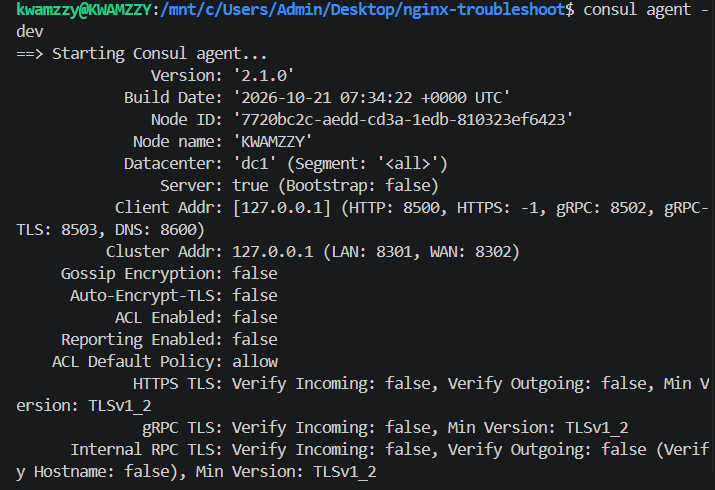 kwamzzy@KWAMZZY:/mnt/c/Users/Admin/Desktop/nginx-troubleshoot$ consul agent -
dev
==> Starting Consul agent...
Version: '2.1.0'
Build Date: '2026-10-21 07:34:22 +0000 UTC'
Node ID: '7720bc2c-aedd-cd3a-1edb-810323ef6423'
Node name: 'KWAMZZY'
Datacenter: 'dc1' (Segment: '<all>')
Server: true (Bootstrap: false)
Client Addr: [127.0.0.1] (HTTP: 8500, HTTPS: -1, gRPC: 8502, gRPC-
TLS: 8503, DNS: 8600)
Cluster Addr: 127.0.0.1 (LAN: 8301, WAN: 8302)
Gossip Encryption: false
Auto-Encrypt-TLS: false
ACL Enabled: false
Reporting Enabled: false
ACL Default Policy: allow
HTTPS TLS: Verify Incoming: false, Verify Outgoing: false, Min V
ersion: TLSv1_2
gRPC TLS: Verify Incoming: false, Min Version: TLSv1_2
Internal RPC TLS: Verify Incoming: false, Verify Outgoing: false (Verif
y Hostname: false), Min Version: TLSv1_2